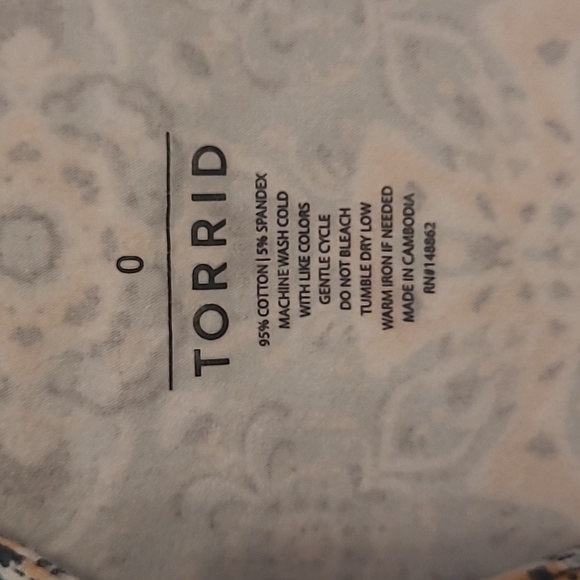 0
TORRID
95% COTTON | 5% SPANDEX
MACHINE WASH COLD
WITH LIKE COLORS
GENTLE CYCLE
DO NOT BLEACH
TUMBLE DRY LOW
WARM IRON IF NEEDED
MADE IN CAMBODIA
RN#148862